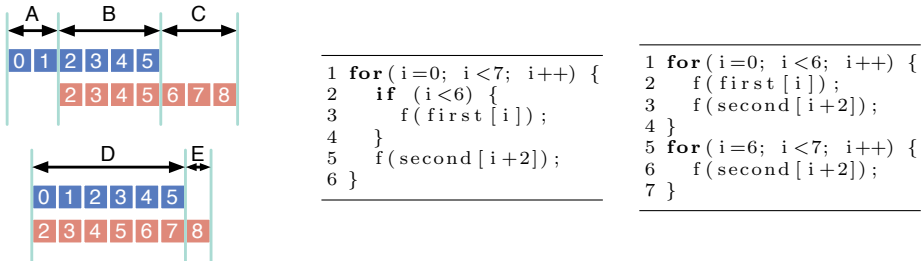 A B C
0 1 2 3 4 5
2 3 4 5 6 7 8
D E
0 1 2 3 4 5
2 3 4 5 6 7 8
1 for(i=0; i<7; i++) {
2 if (i<6) {
3 f(first[i]);
4 }
5 f(second[i+2]);
6 }
1 for(i=0; i<6; i++) {
2 f(first[i]);
3 f(second[i+2]);
4 }
5 for(i=6; i<7; i++) {
6 f(second[i+2]);
7 }